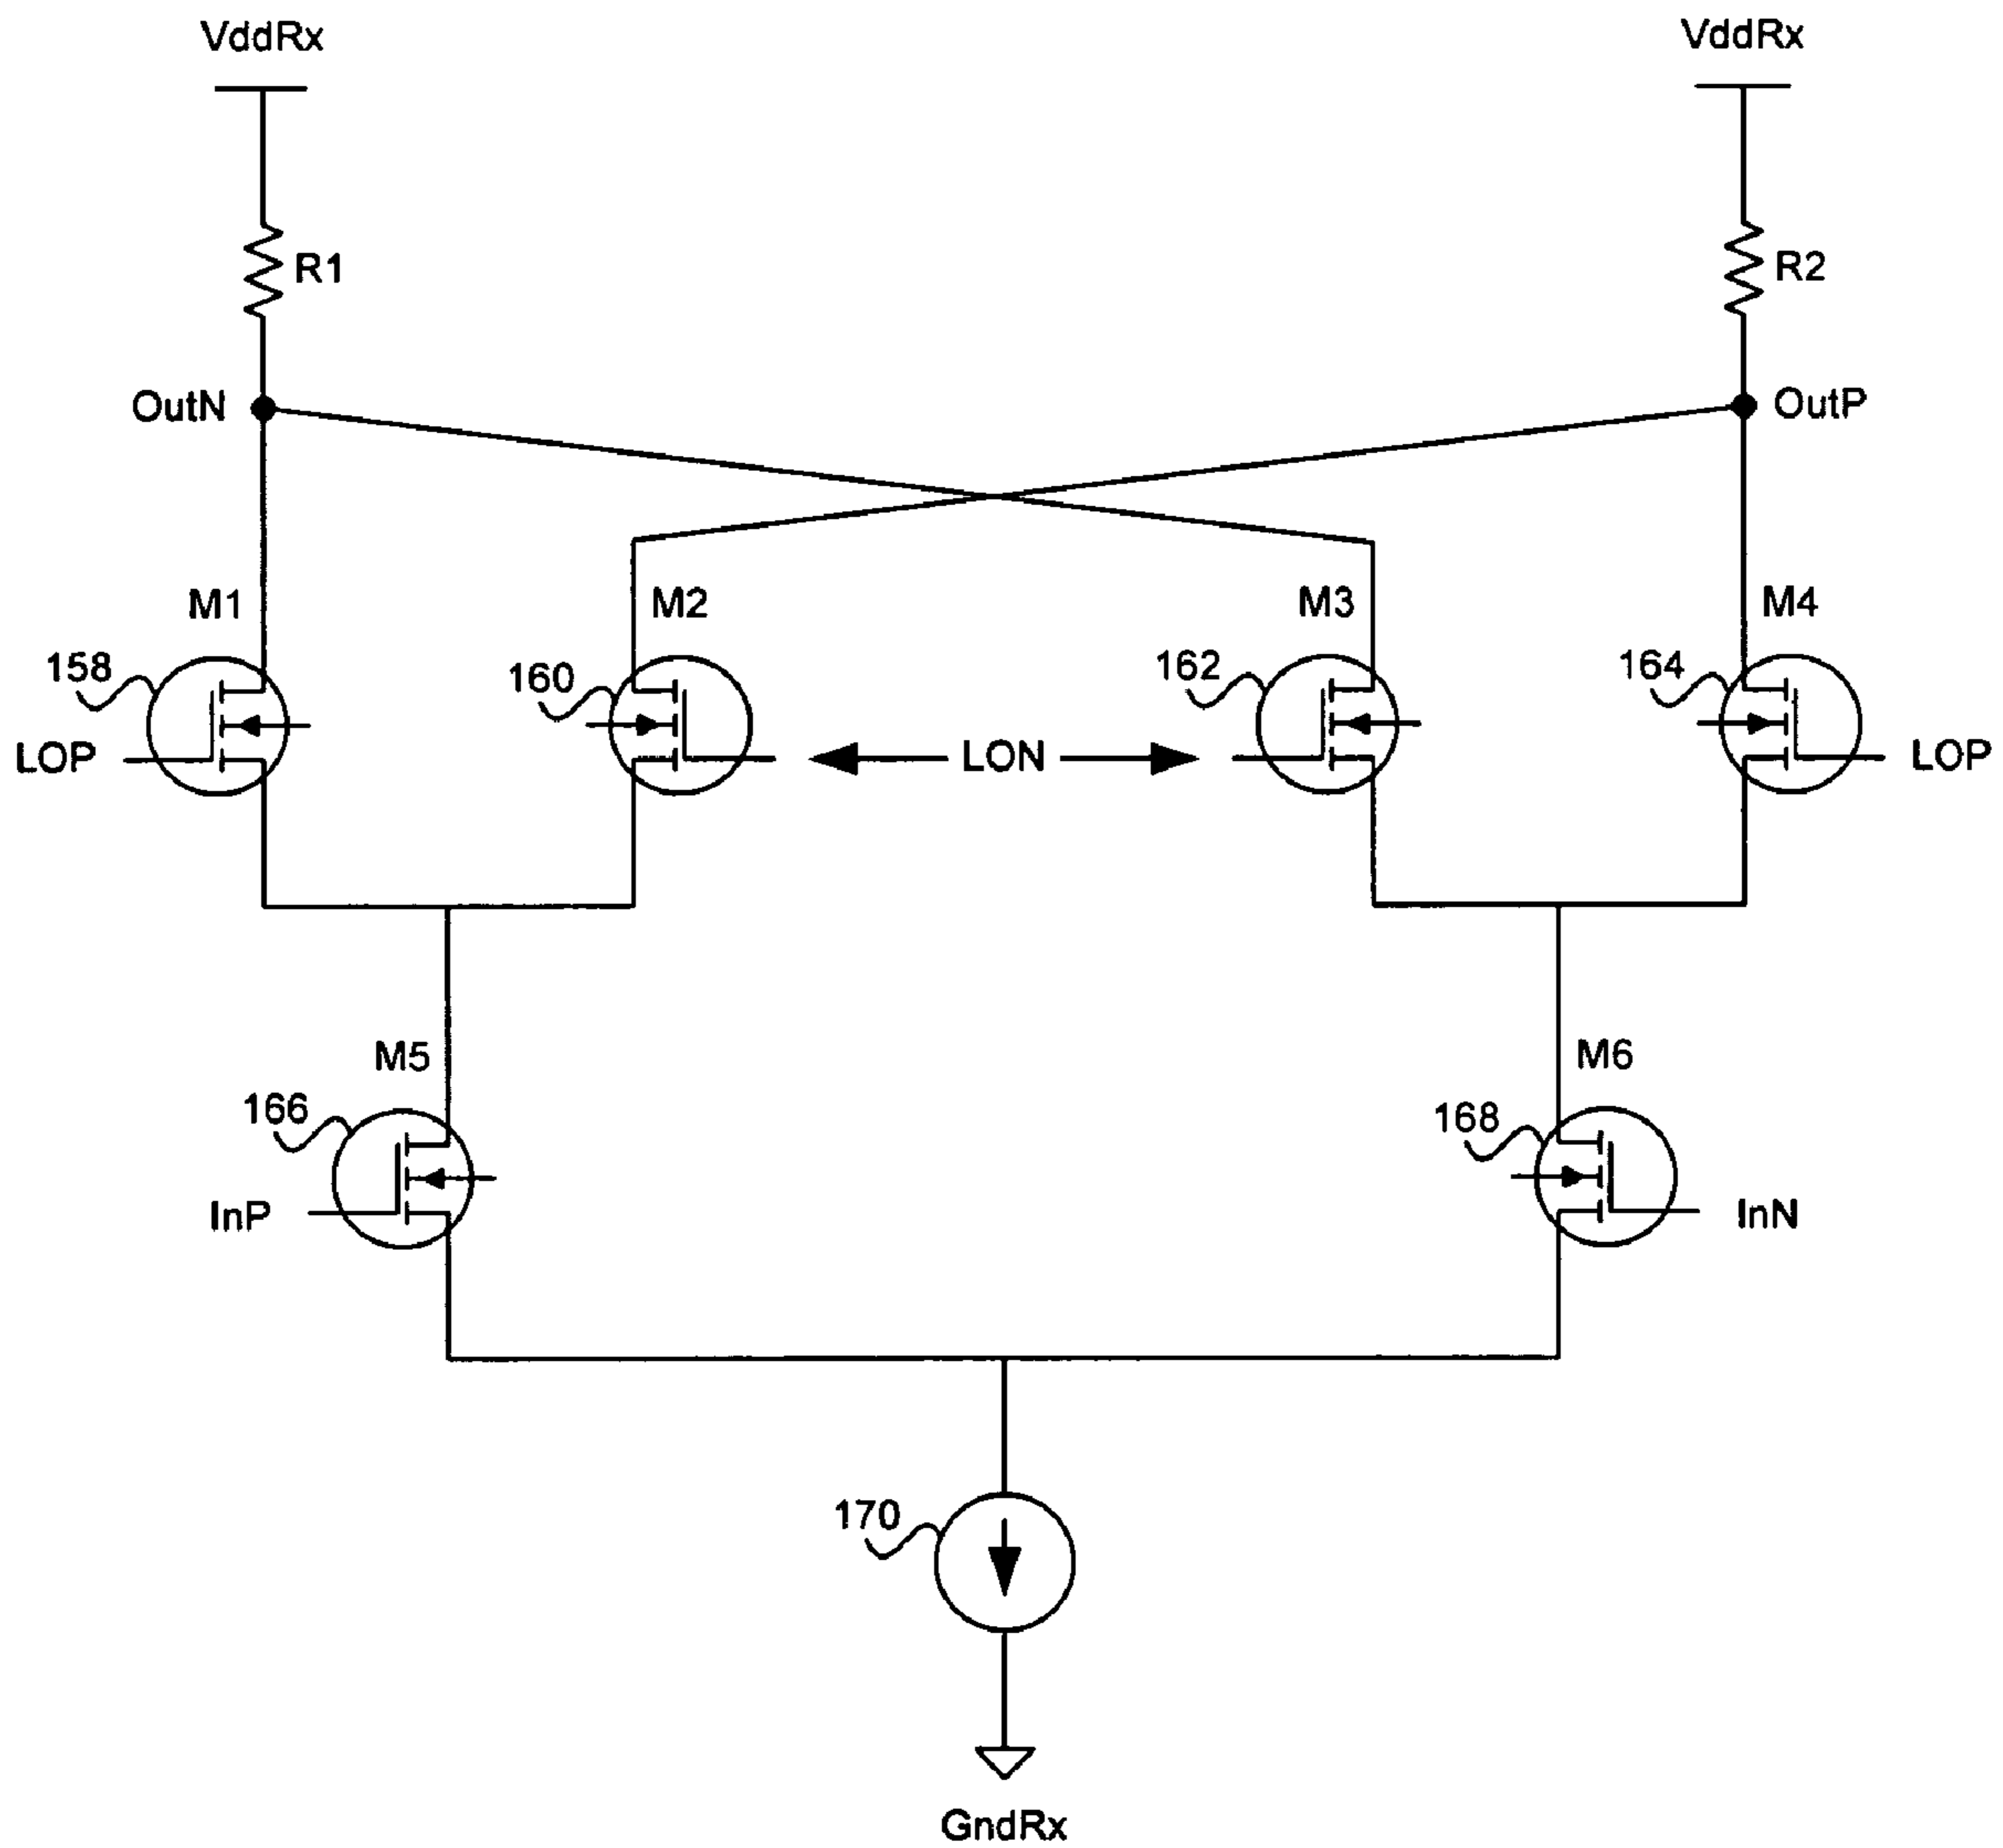 VddRx
VddRx
R1
R2
OutN
OutP
M1
M2
M3
M4
158
160
162
164
LOP
LON
LOP
M5
M6
166
168
InP
InN
170
GndRx